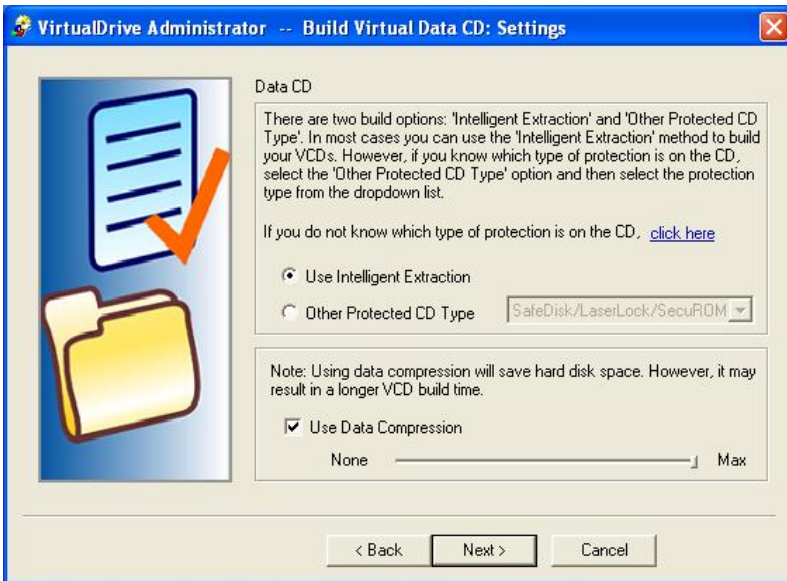 VirtualDrive Administrator -- Build Virtual Data CD: Settings
Data CD
There are two build options: 'Intelligent Extraction' and 'Other Protected CD
Type'. In most cases you can use the 'Intelligent Extraction' method to build
your VCDs. However, if you know which type of protection is on the CD,
select the 'Other Protected CD Type' option and then select the protection
type from the dropdown list.
If you do not know which type of protection is on the CD, click here
Use Intelligent Extraction
Other Protected CD Type SafeDisk/LaserLock/SecuROM
Note: Using data compression will save hard disk space. However, it may
result in a longer VCD build time.
Use Data Compression
None Max
< Back Next > Cancel